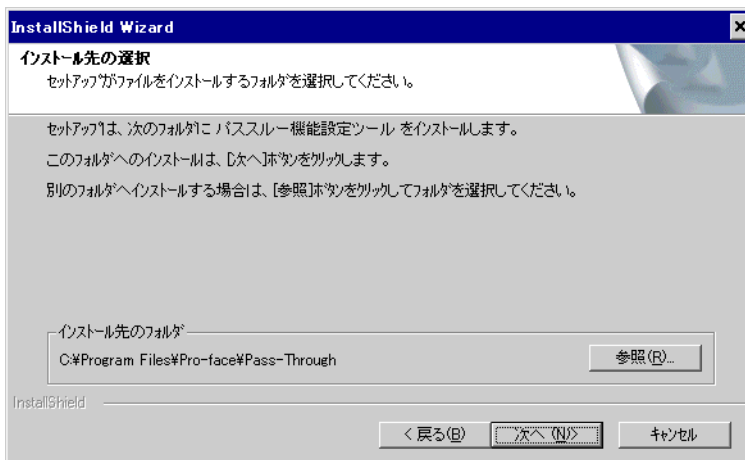 InstallShield Wizard
インストール先の選択
セットアップがファイルをインストールするフォルダを選択してください。
セットアップは、次のフォルダに パススルー機能設定ツール をインストールします。
このフォルダへのインストールは、[次へ]ボタンをクリックします。
別のフォルダへインストールする場合は、[参照]ボタンをクリックしてフォルダを選択してください。
インストール先のフォルダ
C:¥Program Files¥Pro-face¥Pass-Through
参照(R)...
InstallShield
< 戻る(B)
次へ (N)>
キャンセル